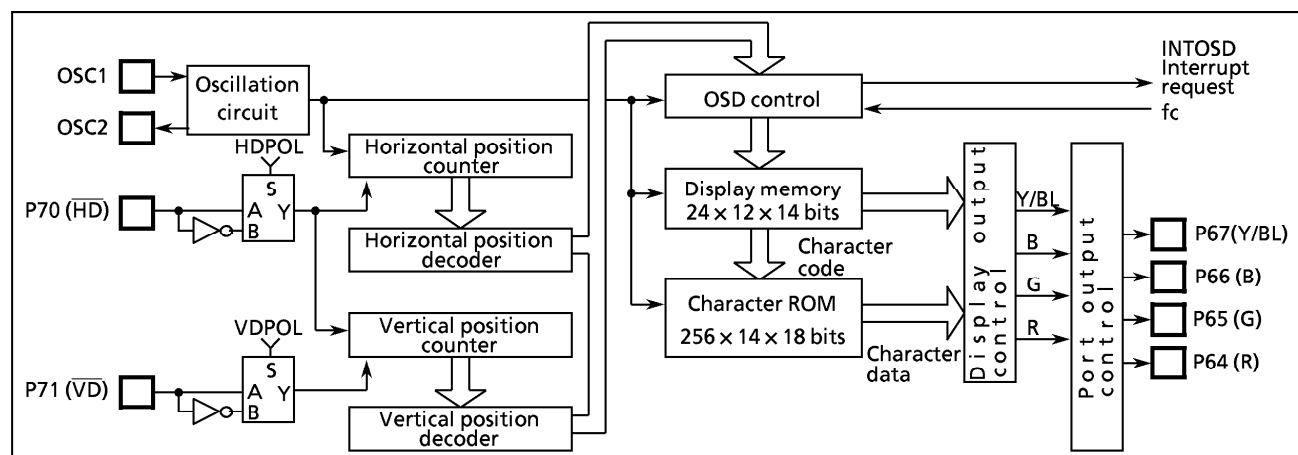 OSC1
OSC2
Oscillation
circuit
HDPOL
P70 (HD)
S
A
Y
B
Horizontal position
counter
Horizontal position
decoder
VDPOL
P71 (VD)
S
A
Y
B
Vertical position
counter
Vertical position
decoder
OSD control
INTOSD
Interrupt
request
fc
Display memory
24 × 12 × 14 bits
Character
code
Character ROM
256 × 14 × 18 bits
Character
data
Display output
control
Y/BL
B
G
R
Port output
control
P67(Y/BL)
P66 (B)
P65 (G)
P64 (R)